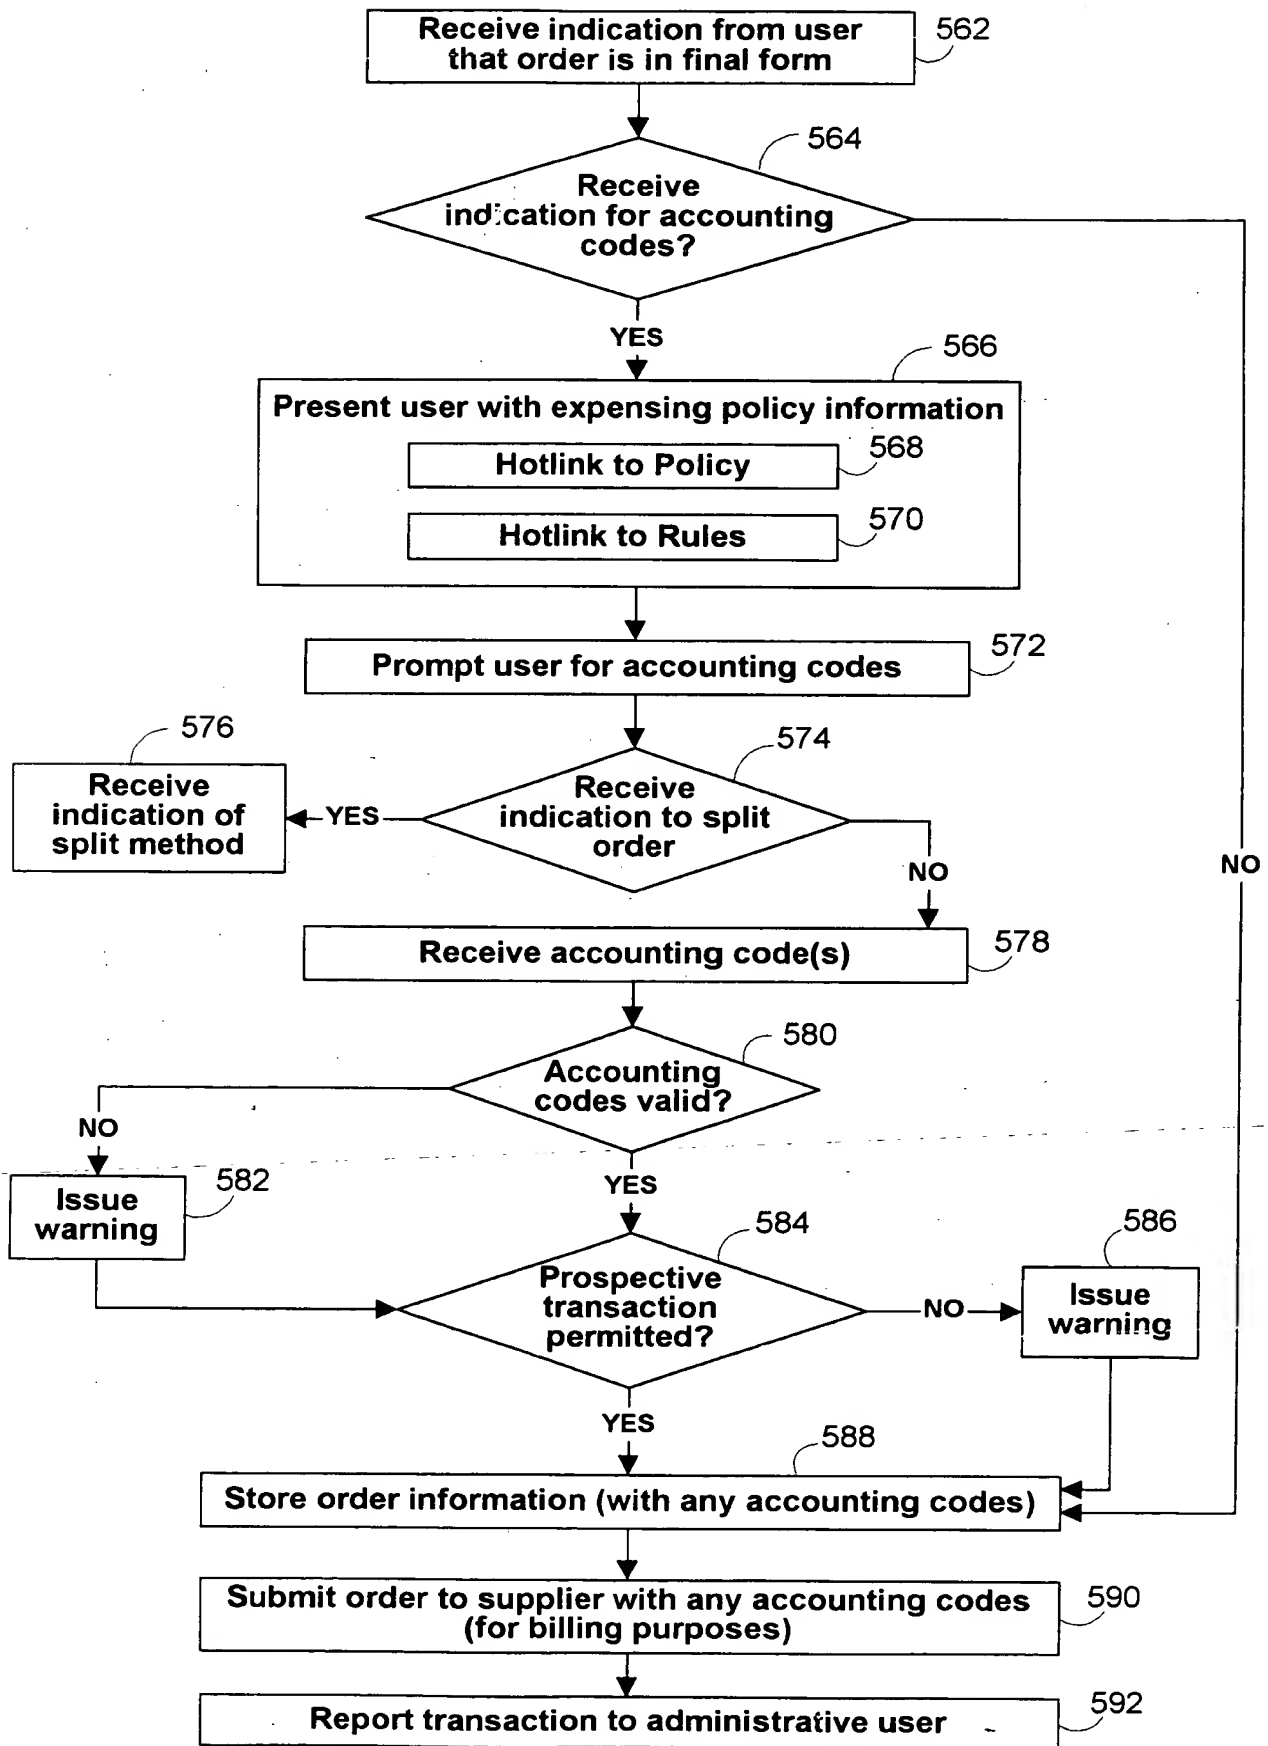 Receive indication from user
that order is in final form
562
564
Receive
indication for accounting
codes?
YES
566
Present user with expensing policy information
Hotlink to Policy
568
Hotlink to Rules
570
Prompt user for accounting codes
572
574
576
Receive
indication of
split method
YES
Receive
indication to split
order
NO
NO
Receive accounting code(s)
578
580
Accounting
codes valid?
NO
YES
582
Issue
warning
584
Prospective
transaction
permitted?
NO
586
Issue
warning
YES
588
Store order information (with any accounting codes)
Submit order to supplier with any accounting codes
(for billing purposes)
590
Report transaction to administrative user
592